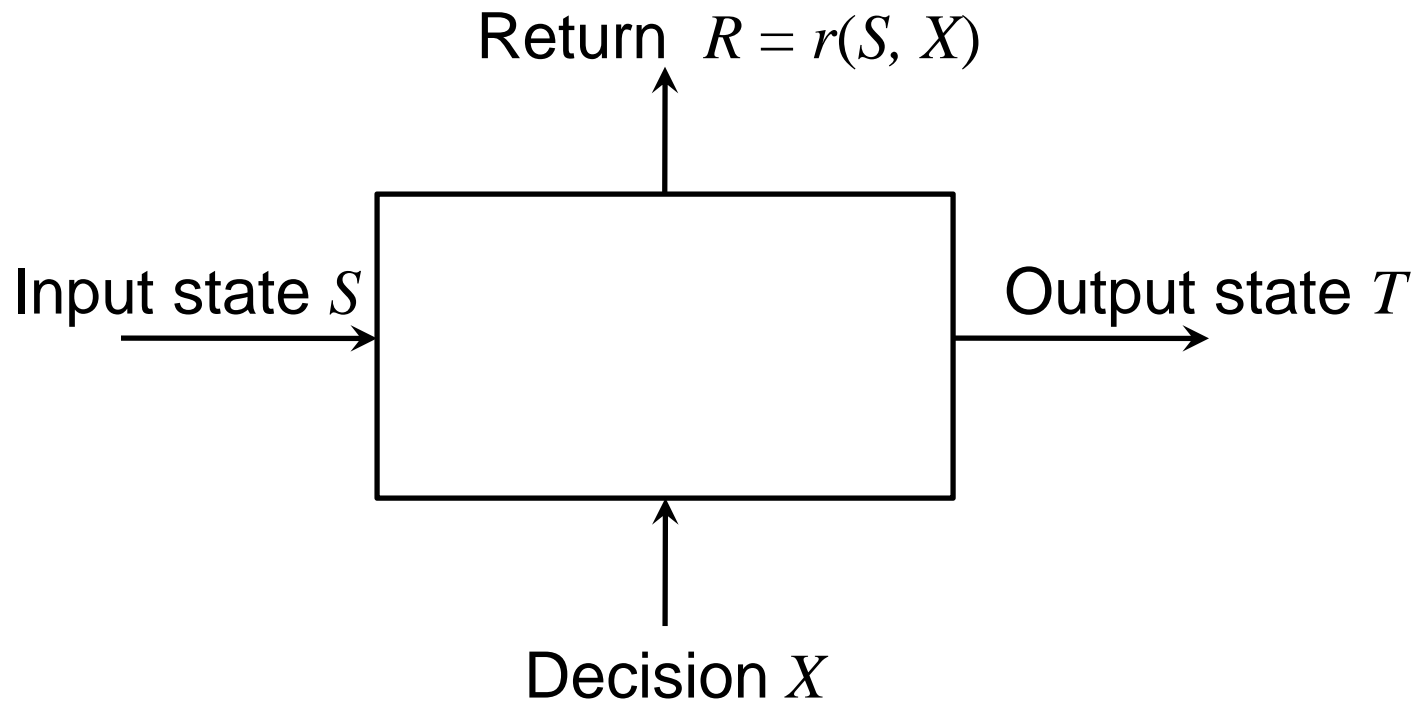 Return R = r(S, X)
Input state S
Output state T
Decision X